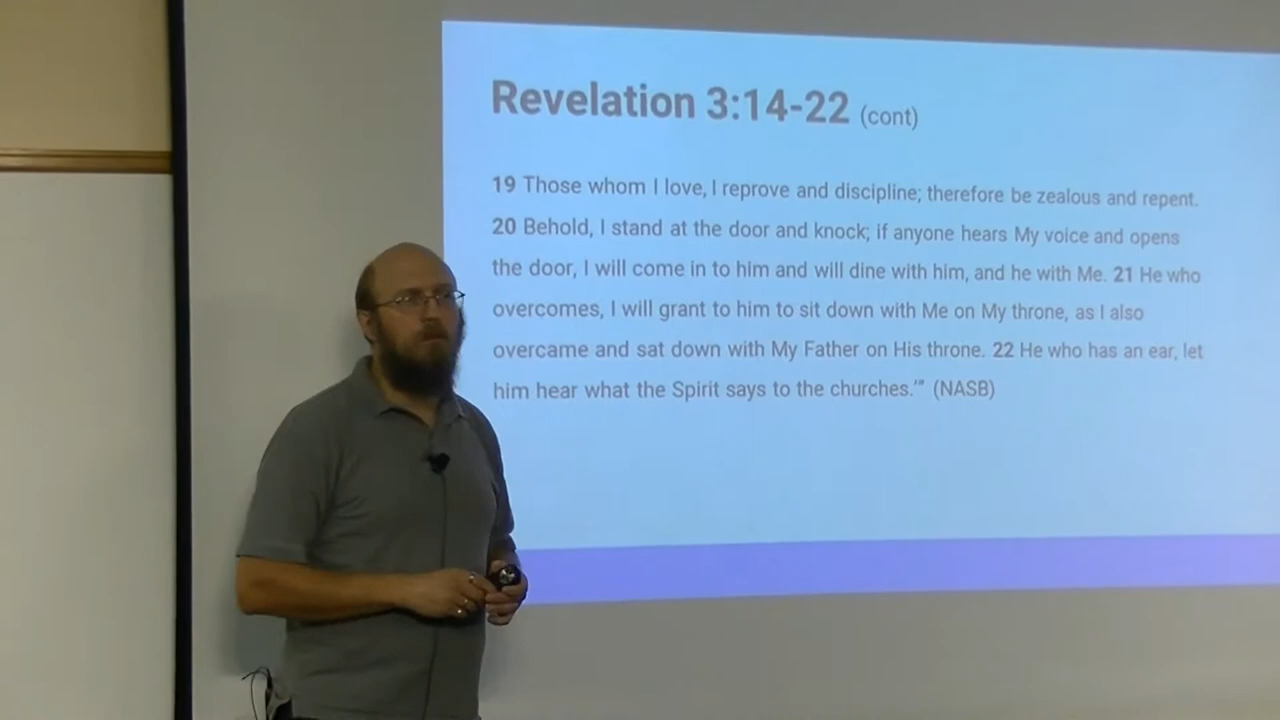 Revelation 3:14-22 (cont)
19 Those whom I love, I reprove and discipline; therefore be zealous and repent.
20 Behold, I stand at the door and knock; if anyone hears My voice and opens
the door, I will come in to him and will dine with him, and he with Me. 21 He who
overcomes, I will grant to him to sit down with Me on My throne, as I also
overcame and sat down with My Father on His throne. 22 He who has an ear, let
him hear what the Spirit says to the churches.’” (NASB)